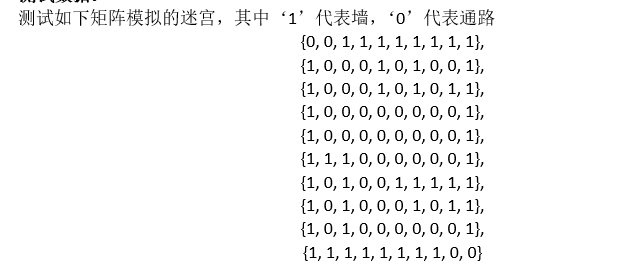 测试如下矩阵模拟的迷宫，其中‘1’代表墙，‘0’代表通路
{0, 0, 1, 1, 1, 1, 1, 1, 1, 1},
{1, 0, 0, 0, 1, 0, 1, 0, 0, 1},
{1, 0, 0, 0, 1, 0, 1, 0, 1, 1},
{1, 0, 0, 0, 0, 0, 0, 0, 0, 1},
{1, 0, 0, 0, 0, 0, 0, 0, 0, 1},
{1, 1, 1, 0, 0, 0, 0, 0, 0, 1},
{1, 0, 1, 0, 0, 1, 1, 1, 1, 1},
{1, 0, 1, 0, 0, 0, 1, 0, 1, 1},
{1, 0, 1, 0, 0, 0, 0, 0, 0, 1},
{1, 1, 1, 1, 1, 1, 1, 1, 0, 0}